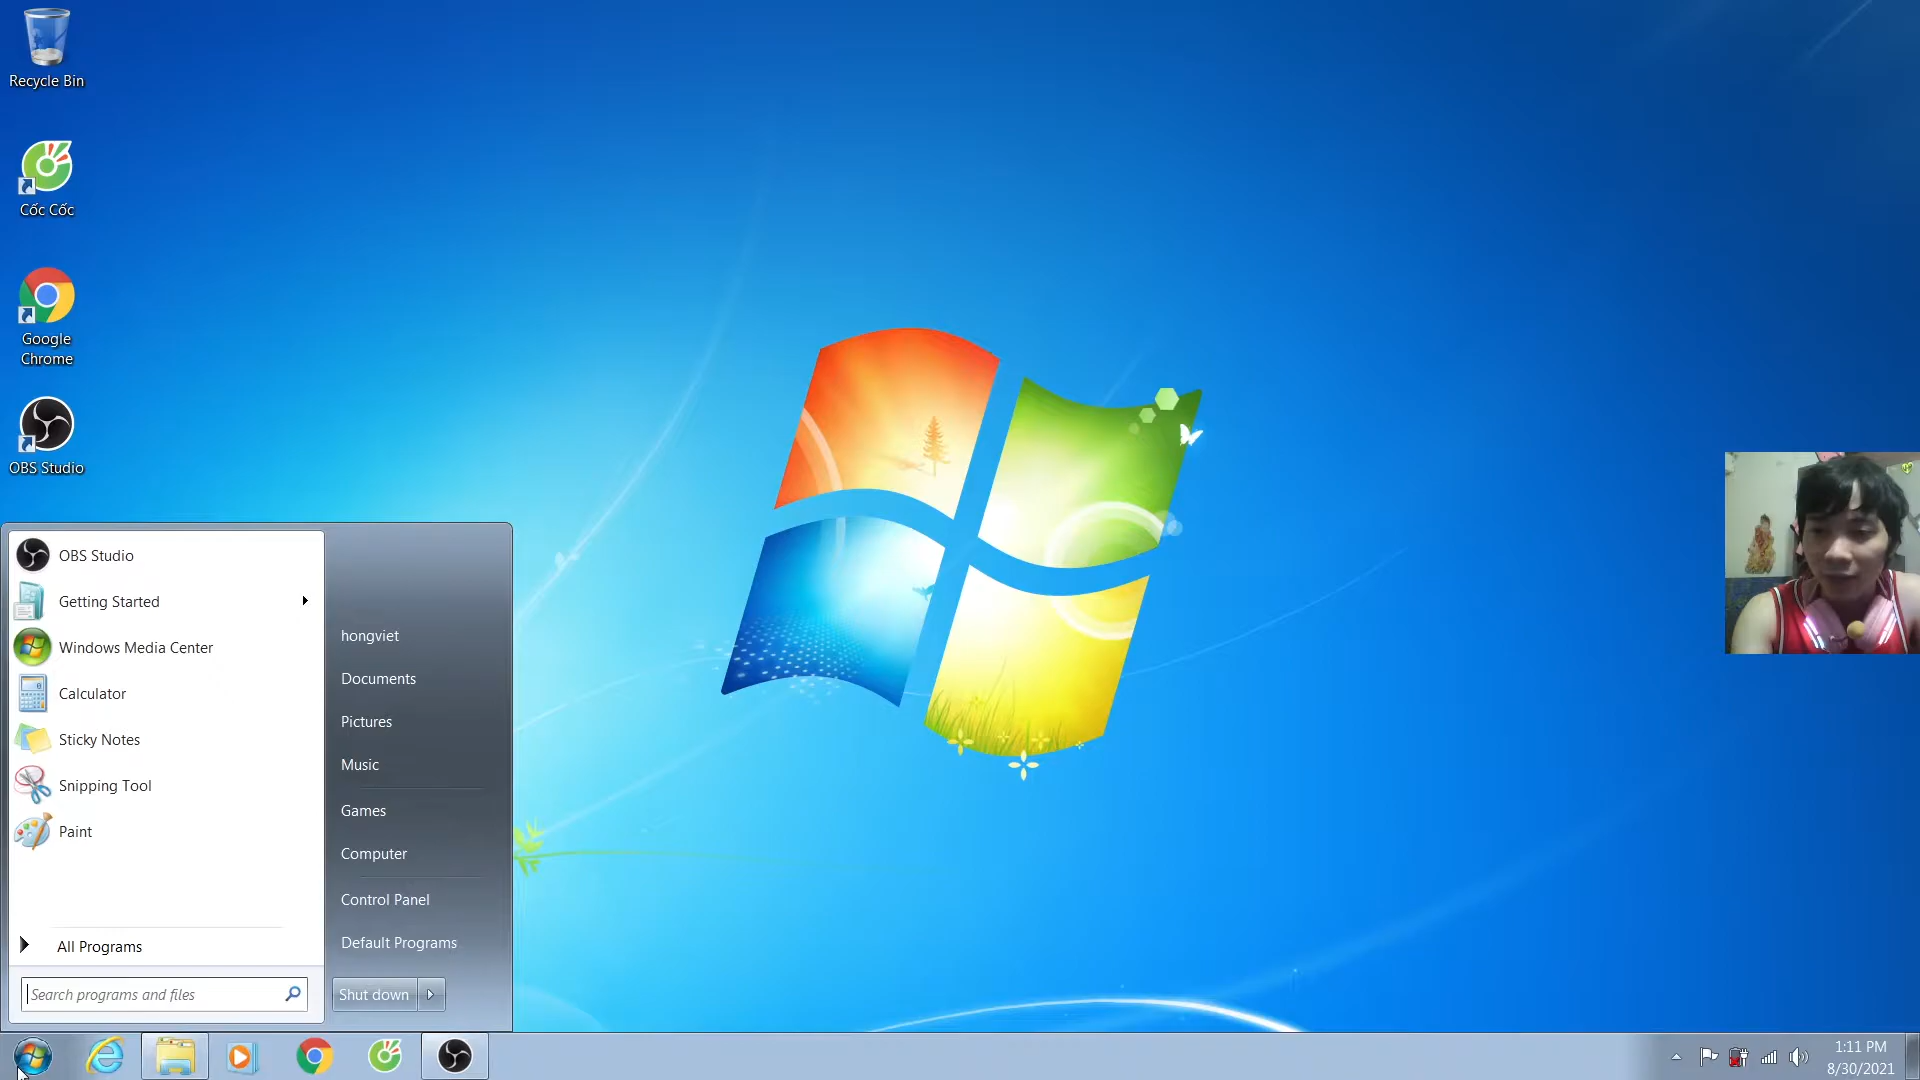 Recycle Bin
Cốc Cốc
Google
Chrome
OBS Studio
OBS Studio
Getting Started
Windows Media Center
Calculator
Sticky Notes
Snipping Tool
Paint
All Programs
Search programs and files
hongviet
Documents
Pictures
Music
Games
Computer
Control Panel
Default Programs
Shut down
1:11 PM
8/30/2021